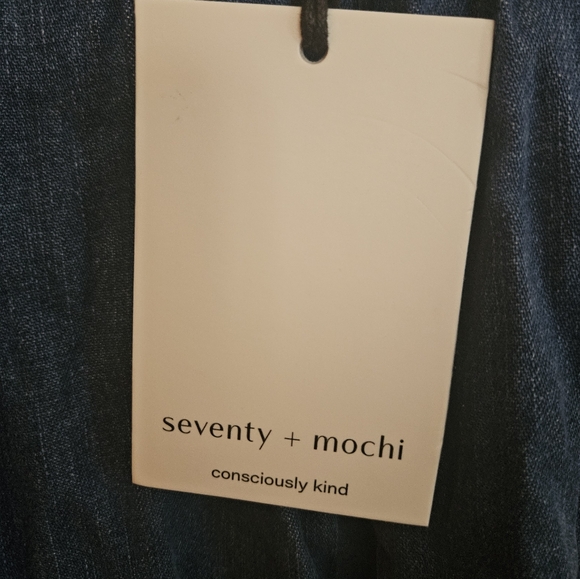 seventy + mochi
consciously kind